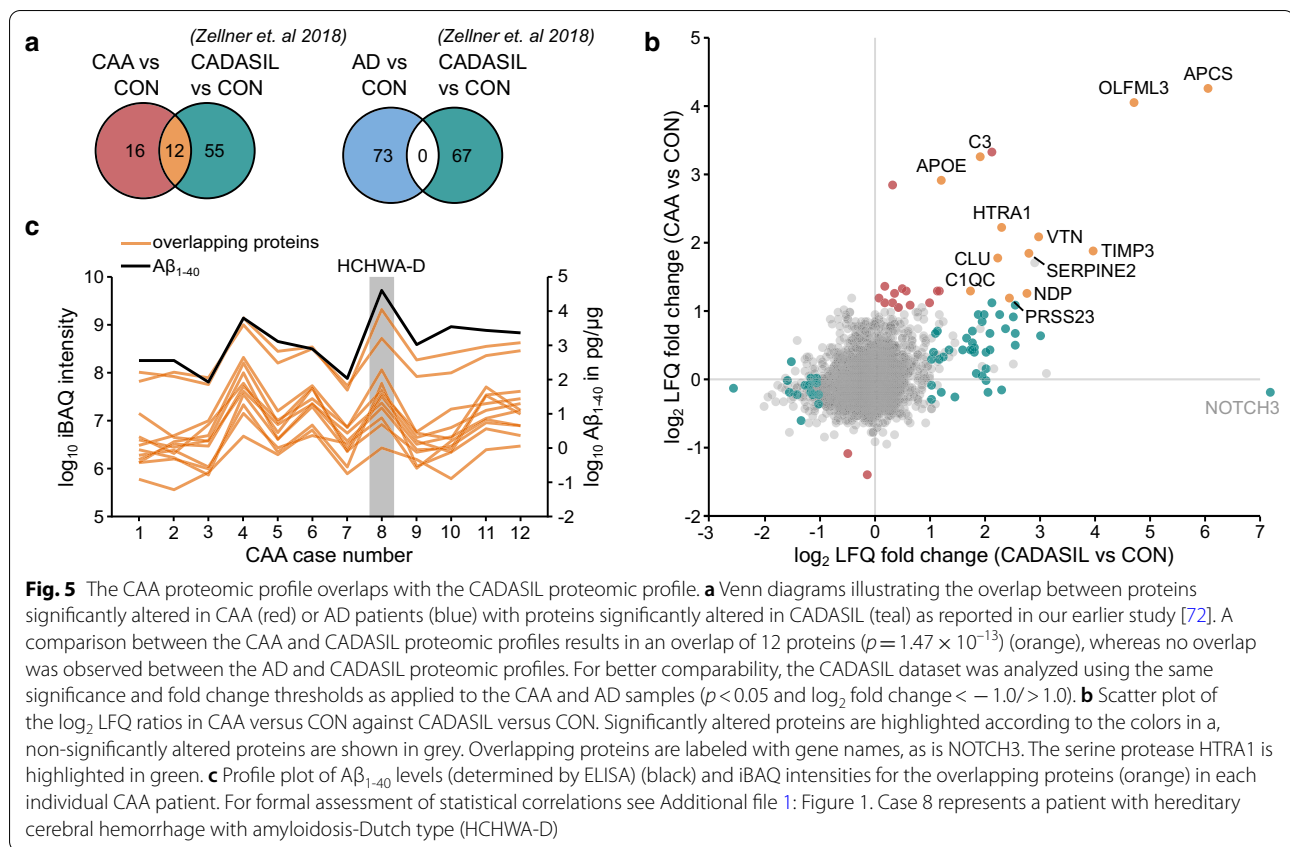 a
(Zellner et. al 2018)
(Zellner et. al 2018)
CAA vs
CON
CADASIL
vs CON
AD vs
CON
CADASIL
vs CON
16
12
55
73
0
67
b
5
4
3
2
1
0
-1
-2
log2 LFQ fold change (CAA vs CON)
APCS
OLFML3
C3
APOE
HTRA1
VTN
TIMP3
CLU
SERPINE2
C1QC
NDP
PRSS23
NOTCH3
-3
-2
-1
0
1
2
3
4
5
6
7
log2 LFQ fold change (CADASIL vs CON)
c
overlapping proteins
Aβ1-40
HCHWA-D
10
9
8
7
6
5
log10 iBAQ intensity
5
4
3
2
1
0
-1
-2
log10 Aβ1-40 in pg/µg
1 2 3 4 5 6 7 8 9 10 11 12
CAA case number
Fig. 5 The CAA proteomic profile overlaps with the CADASIL proteomic profile. a Venn diagrams illustrating the overlap between proteins
significantly altered in CAA (red) or AD patients (blue) with proteins significantly altered in CADASIL (teal) as reported in our earlier study [72]. A
comparison between the CAA and CADASIL proteomic profiles results in an overlap of 12 proteins (p = 1.47 × 10−13) (orange), whereas no overlap
was observed between the AD and CADASIL proteomic profiles. For better comparability, the CADASIL dataset was analyzed using the same
significance and fold change thresholds as applied to the CAA and AD samples (p < 0.05 and log2 fold change < − 1.0/ > 1.0). b Scatter plot of
the log2 LFQ ratios in CAA versus CON against CADASIL versus CON. Significantly altered proteins are highlighted according to the colors in a,
non-significantly altered proteins are shown in grey. Overlapping proteins are labeled with gene names, as is NOTCH3. The serine protease HTRA1 is
highlighted in green. c Profile plot of Aβ1-40 levels (determined by ELISA) (black) and iBAQ intensities for the overlapping proteins (orange) in each
individual CAA patient. For formal assessment of statistical correlations see Additional file 1: Figure 1. Case 8 represents a patient with hereditary
cerebral hemorrhage with amyloidosis-Dutch type (HCHWA-D)